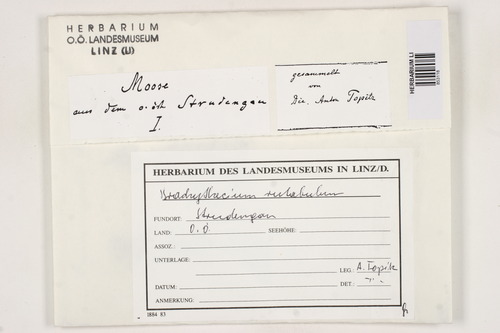 HERBARIUM
O.Ö. LANDESMUSEUM
LINZ (LI)
Moose
aus dem o.öst. Strudengau
I.
gesammelt
von
Dir. Anton Topitz
HERBARIUM LI
HERBARIUM DES LANDESMUSEUMS IN LINZ/D.
Brachythecium rutabulum
FUNDORT: Strudengau
LAND: O.Ö SEEHÖHE:
ASSOZ.:
UNTERLAGE:
LEG.: A. Topitz
DATUM: DET.: " "
ANMERKUNG:
1884 83